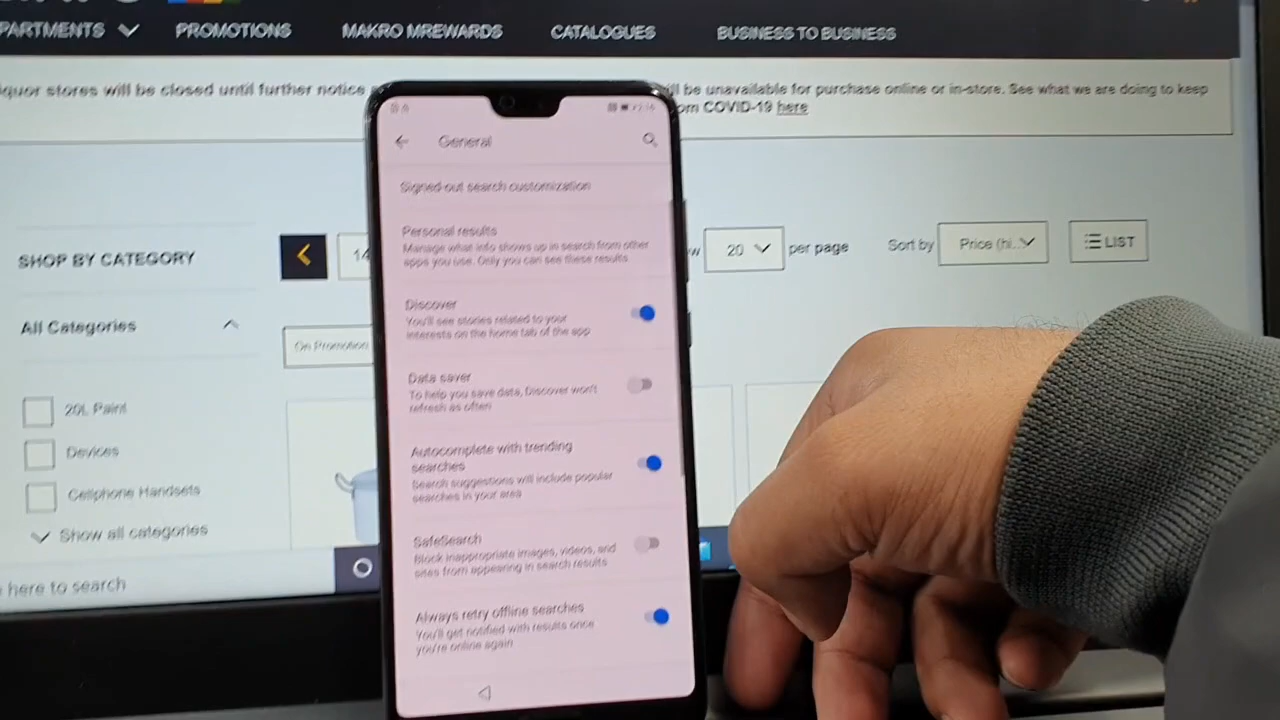 PARTMENTS PROMOTIONS MAKRO MREWARDS CATALOGUES BUSINESS TO BUSINESS
iquor stores will be closed until further notice
ill be unavailable for purchase online or in-store. See what we are doing to keep
om COVID-19 here
SHOP BY CATEGORY
14
w 20 per page Sort by Price (hi... LIST
All Categories
On Promotion
20L Paint
Devices
Cellphone Handsets
Show all categories
here to search
General
Signed-out search customization
Personal results
Manage what info shows up in search from other
apps you use. Only you can see these results.
Discover
You'll see stories related to your
interests on the home tab of the app
Data saver
To help you save data, Discover won't
refresh as often
Autocomplete with trending
searches
Search suggestions will include popular
searches in your area
SafeSearch
Block inappropriate images, videos, and
sites from appearing in search results
Always retry offline searches
You'll get notified with results once
you're online again